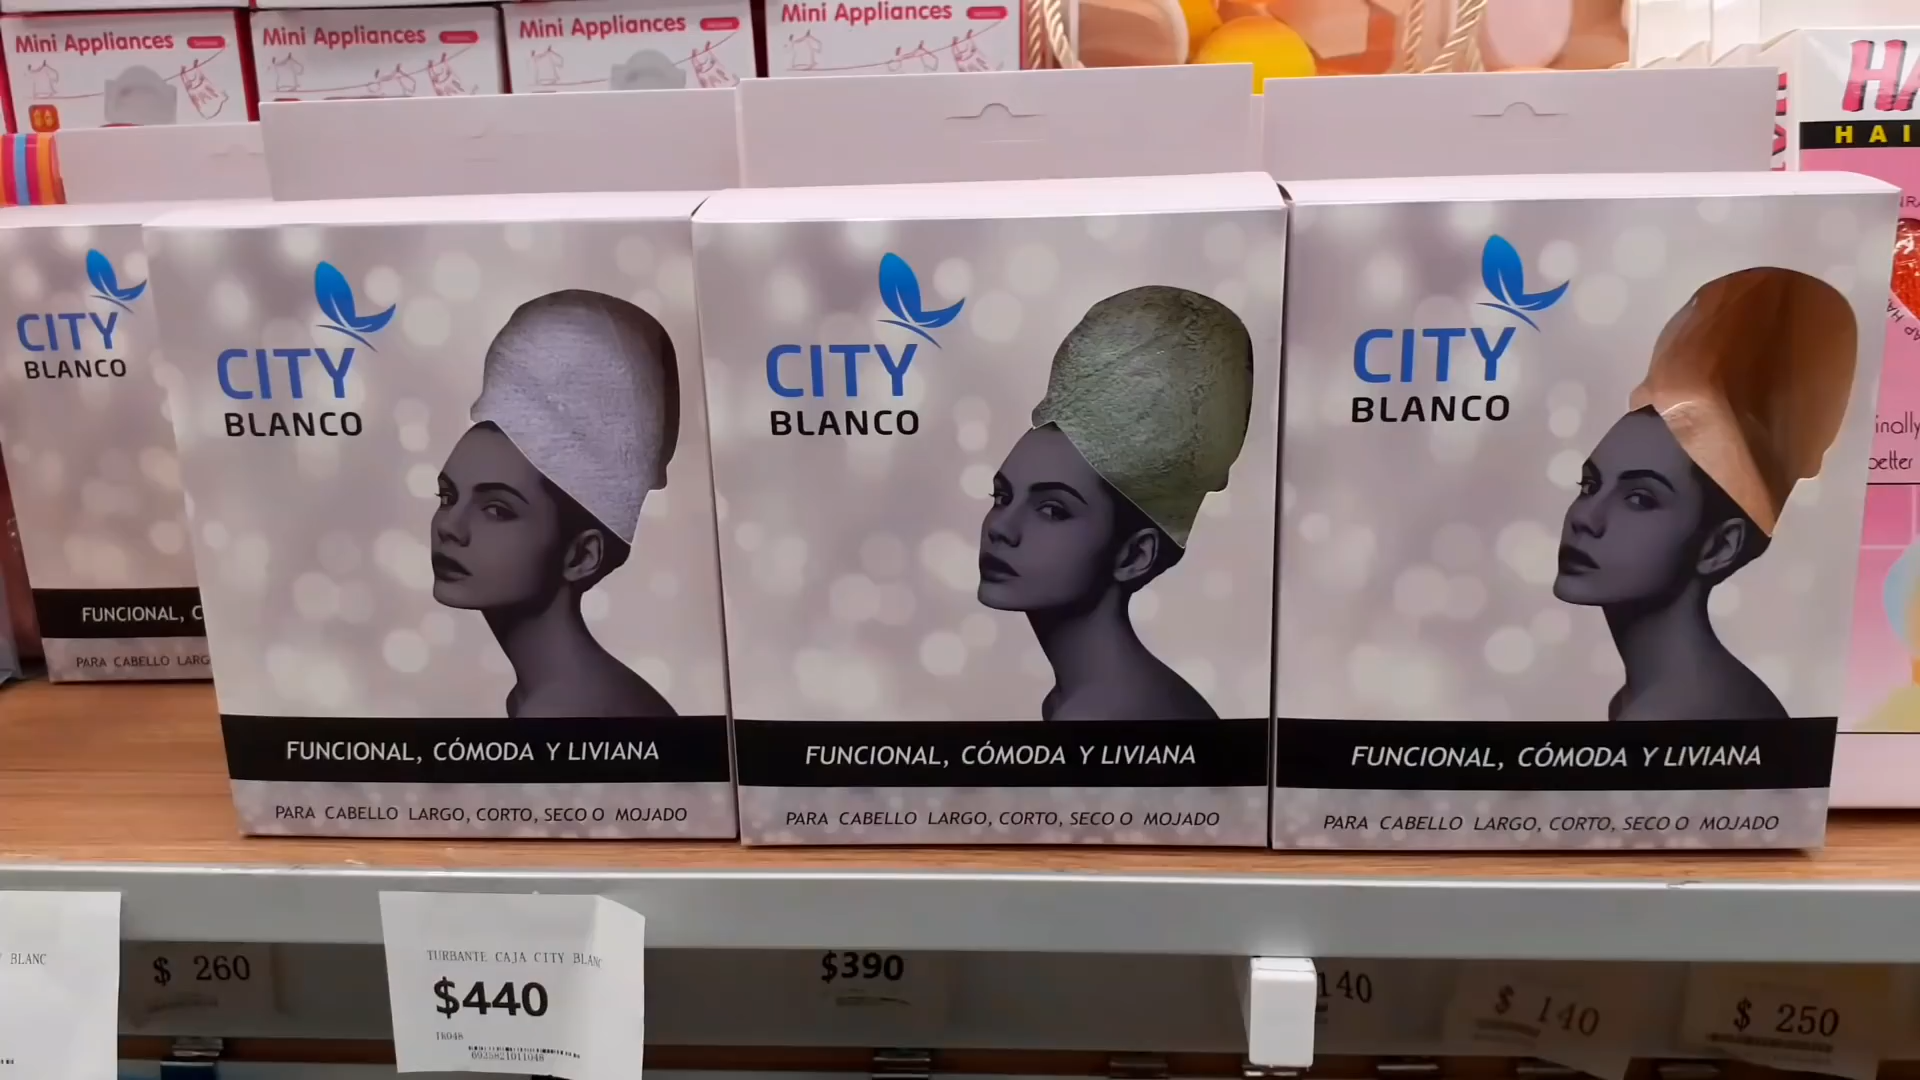 Mini Appliances
Mini Appliances
Mini Appliances
Mini Appliances
CITY
BLANCO
FUNCIONAL, C
PARA CABELLO LARG
CITY
BLANCO
FUNCIONAL, CÓMODA Y LIVIANA
PARA CABELLO LARGO, CORTO, SECO O MOJADO
CITY
BLANCO
FUNCIONAL, CÓMODA Y LIVIANA
PARA CABELLO LARGO, CORTO, SECO O MOJADO
CITY
BLANCO
FUNCIONAL, CÓMODA Y LIVIANA
PARA CABELLO LARGO, CORTO, SECO O MOJADO
HA
HAI
inally
better
BLANC
$ 260
TURBANTE CAJA CITY BLANC
$440
TK048
6935821011048
$390
140
$ 140
$ 250